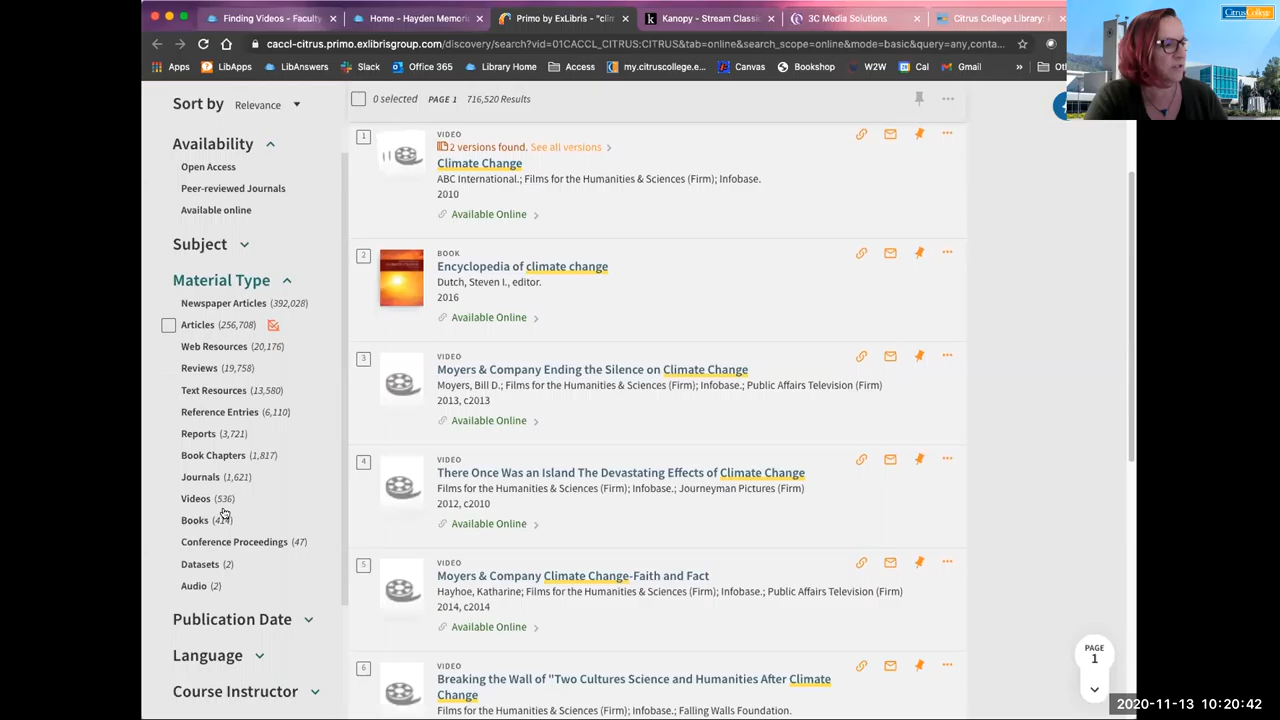 Finding Videos - Faculty
Home - Hayden Memori
Primo by ExLibris - "clim
Kanopy - Stream Classic
3C Media Solutions
Citrus College Library: F
CitrusCollege
caccl-citrus.primo.exlibrisgroup.com/discovery/search?vid=01CACCL_CITRUS:CITRUS&tab=online&search_scope=online&mode=basic&query=any,conta...
Apps
LibApps
LibAnswers
Slack
Office 365
Library Home
Access
my.citruscollege.e...
Canvas
Bookshop
W2W
Cal
Gmail
»
Sort by Relevance
0 selected PAGE 1 716,520 Results
Availability
Open Access
Peer-reviewed Journals
Available online
Subject
Material Type
Newspaper Articles (392,028)
Articles (256,708)
Web Resources (20,176)
Reviews (19,758)
Text Resources (13,580)
Reference Entries (6,110)
Reports (3,721)
Book Chapters (1,817)
Journals (1,621)
Videos (536)
Books
Conference Proceedings (47)
Datasets (2)
Audio (2)
Publication Date
Language
Course Instructor
1
VIDEO
2 versions found. See all versions
Climate Change
ABC International.; Films for the Humanities & Sciences (Firm); Infobase.
2010
Available Online
2
BOOK
Encyclopedia of climate change
Dutch, Steven I., editor.
2016
Available Online
3
VIDEO
Moyers & Company Ending the Silence on Climate Change
Moyers, Bill D.; Films for the Humanities & Sciences (Firm); Infobase.; Public Affairs Television (Firm)
2013, c2013
Available Online
4
VIDEO
There Once Was an Island The Devastating Effects of Climate Change
Films for the Humanities & Sciences (Firm); Infobase.; Journeyman Pictures (Firm)
2012, c2010
Available Online
5
VIDEO
Moyers & Company Climate Change-Faith and Fact
Hayhoe, Katharine; Films for the Humanities & Sciences (Firm); Infobase.; Public Affairs Television (Firm)
2014, c2014
Available Online
6
VIDEO
Breaking the Wall of "Two Cultures Science and Humanities After Climate
Change
Films for the Humanities & Sciences (Firm); Infobase.; Falling Walls Foundation.
PAGE
1
2020-11-13 10:20:42